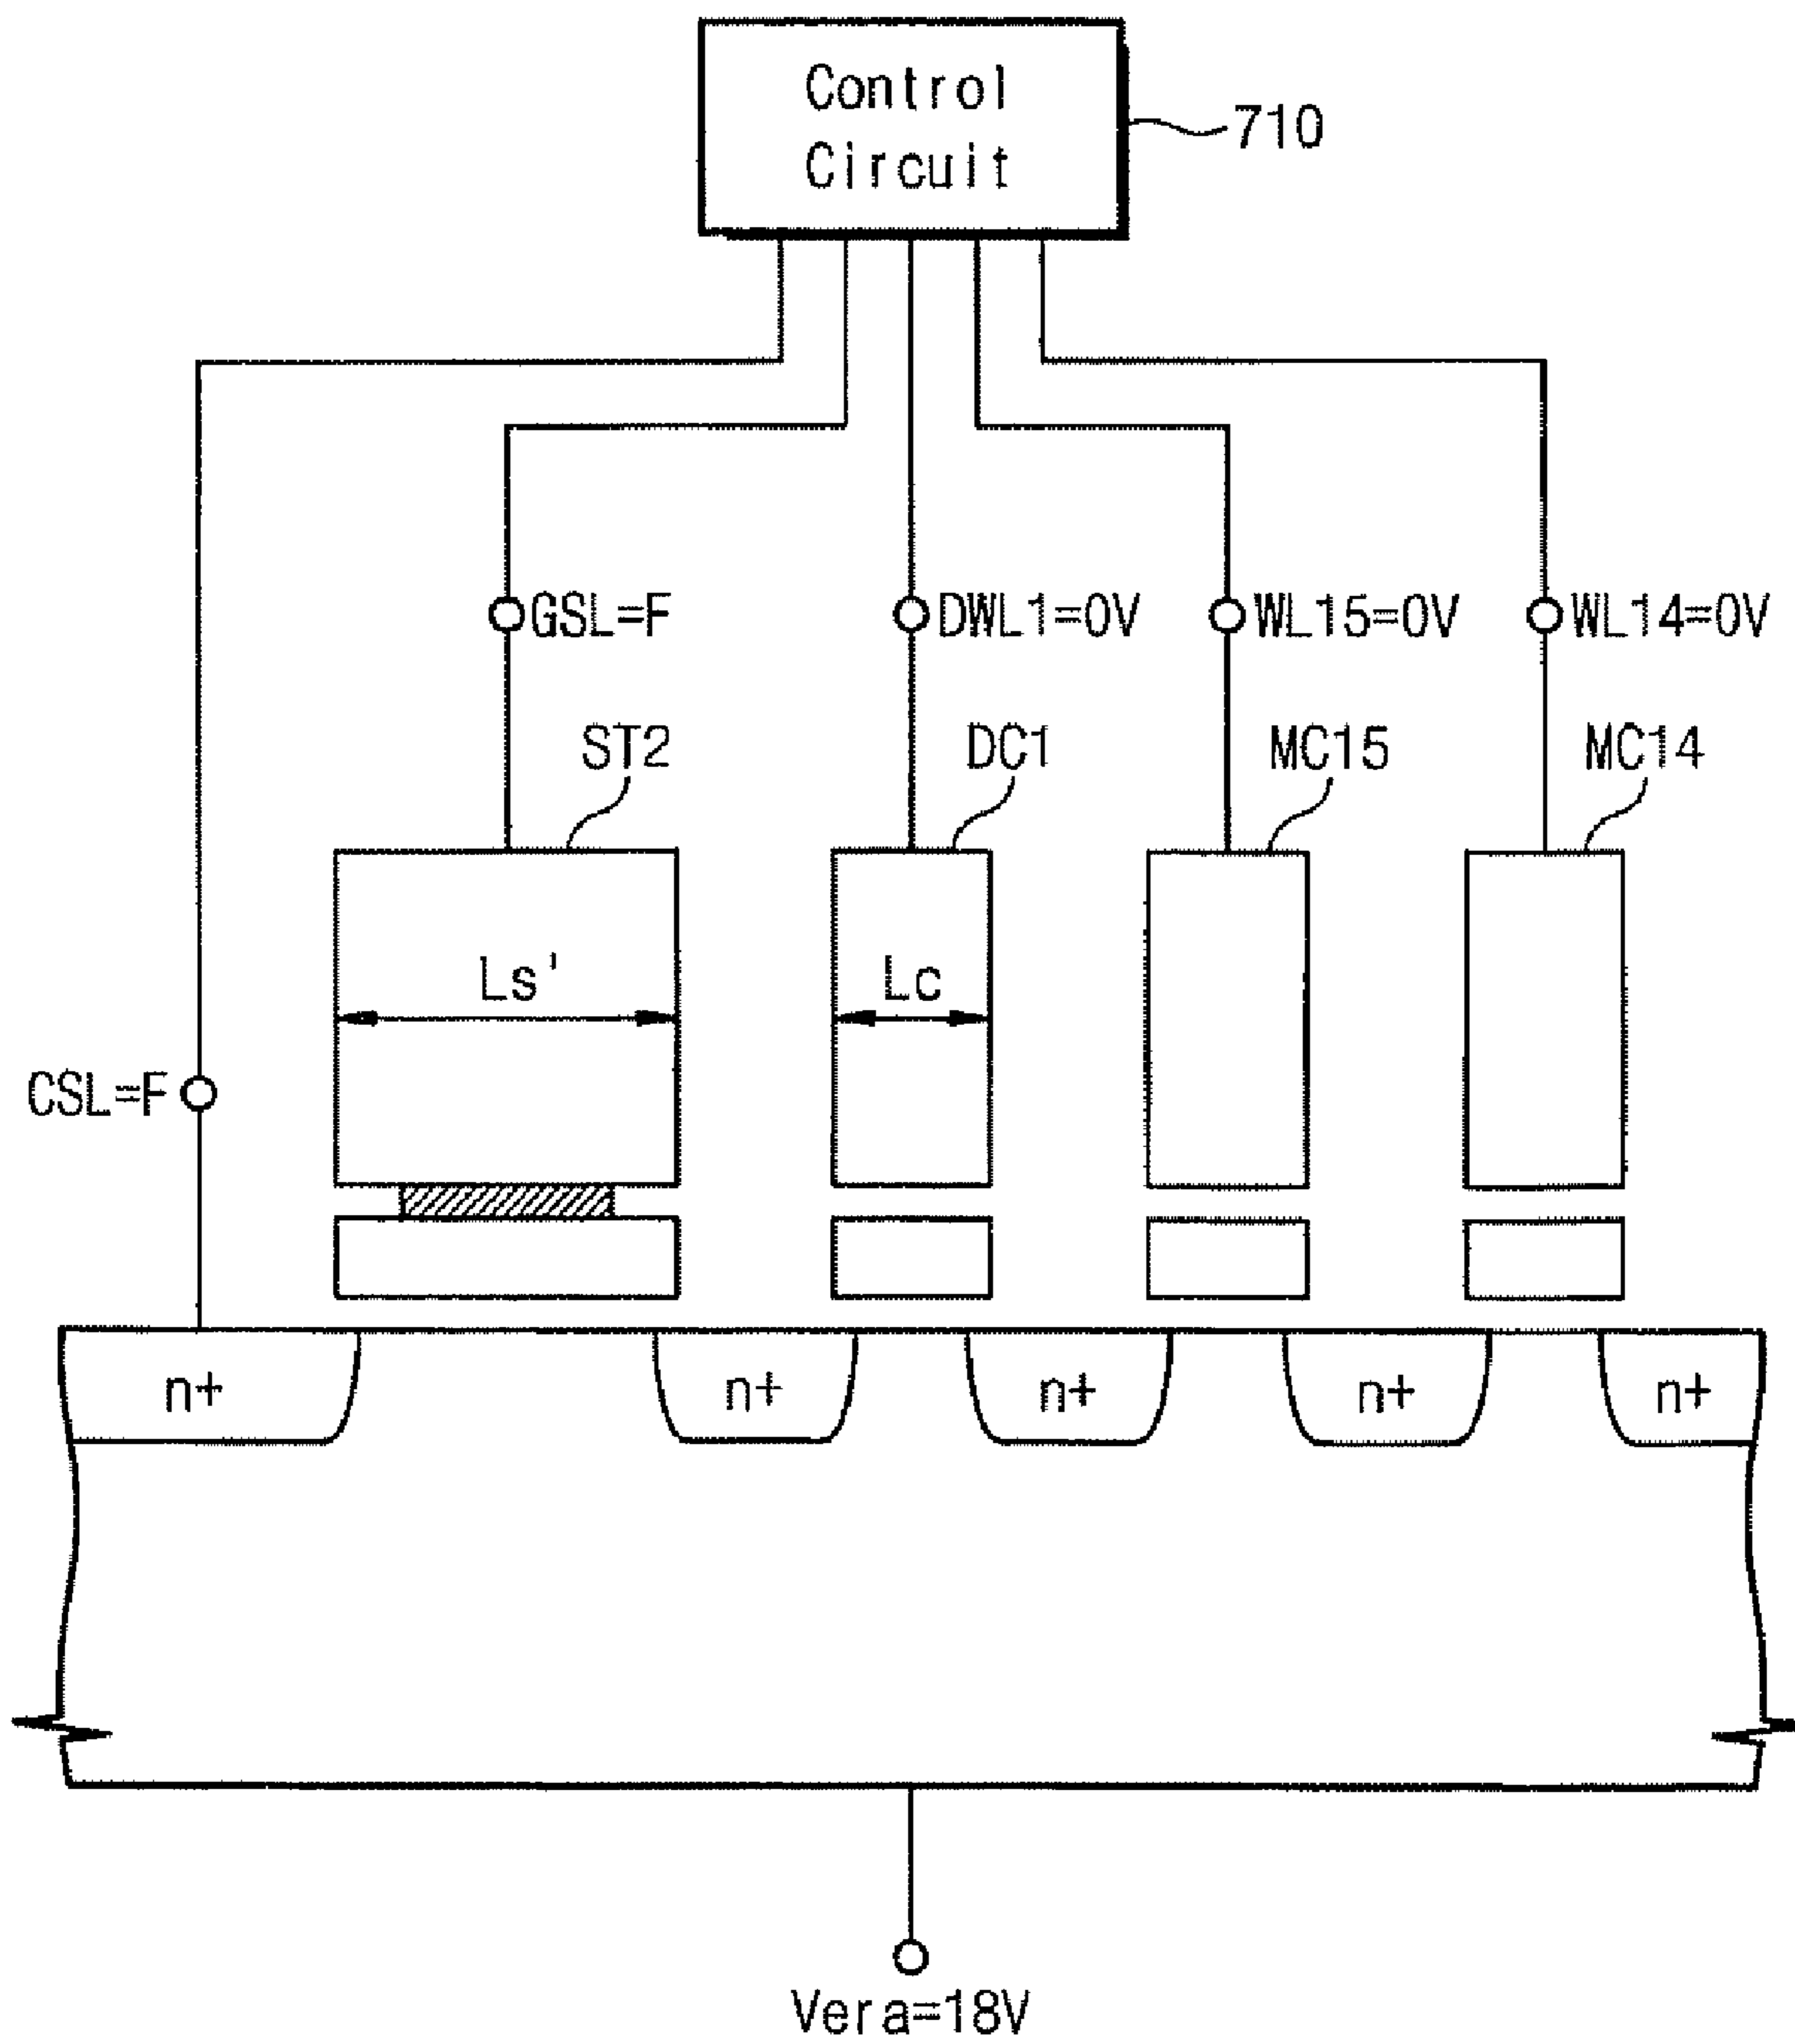 Control
Circuit
710
GSL=F
DWL1=0V
WL15=0V
WL14=0V
ST2
DC1
MC15
MC14
Ls'
Lc
CSL=F
n+
n+
n+
n+
n+
Vera=18V